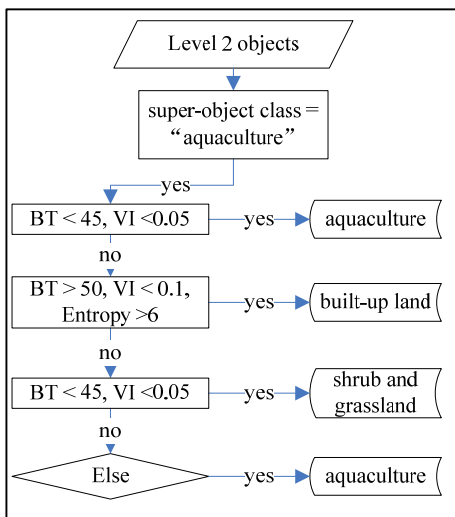 Level 2 objects
super-object class =
“aquaculture”
yes
BT < 45, VI <0.05
yes
aquaculture
no
BT > 50, VI < 0.1,
Entropy >6
yes
built-up land
no
BT < 45, VI <0.05
yes
shrub and
grassland
no
Else
yes
aquaculture